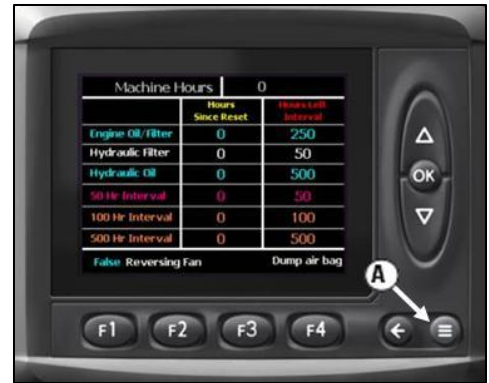 Machine Hours 0
Hours Since Reset Hours Left Interval
Engine Oil/Filter 0 250
Hydraulic Filter 0 50
Hydraulic Oil 0 500
50 Hr Interval 0 50
100 Hr Interval 0 100
500 Hr Interval 0 500
False Reversing Fan Dump air bag
OK
A
F1 F2 F3 F4